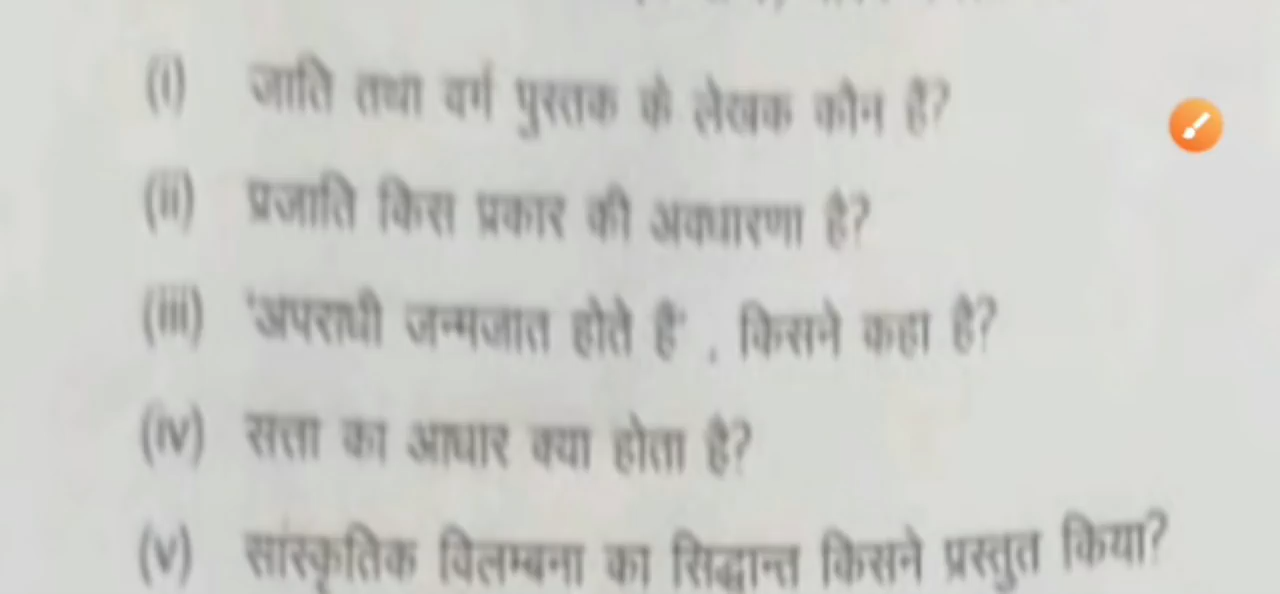 (i) जाति तथा वर्ग पुस्तक के लेखक कौन हैं?
(ii) प्रजाति किस प्रकार की अवधारणा है?
(iii) 'अपराधी जन्मजात होते हैं' , किसने कहा है?
(iv) सत्ता का आधार क्या होता है?
(v) सांस्कृतिक विलम्बना का सिद्धान्त किसने प्रस्तुत किया?